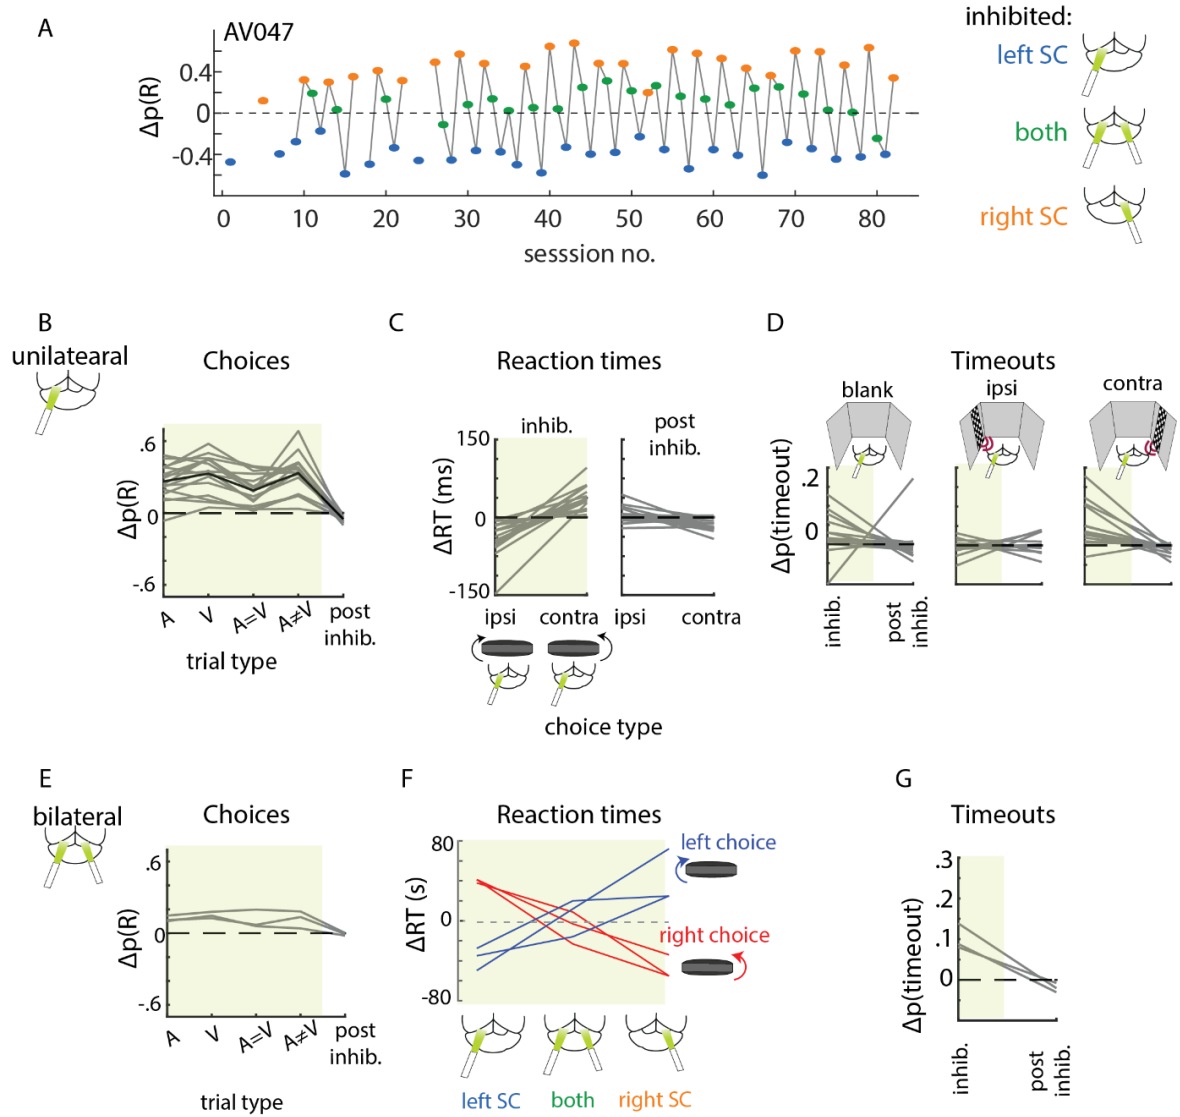 A
AV047
inhibited:
left SC
both
right SC
Δp(R)
0.4
0
-0.4
0 10 20 30 40 50 60 70 80
sesssion no.
B
unilatearal
Choices
Δp(R)
.6
0
-.6
A V A=V A≠V post
inhib.
trial type
C
Reaction times
inhib.
post
inhib.
ΔRT (ms)
150
0
-150
ipsi contra ipsi contra
choice type
D
Timeouts
blank ipsi contra
Δp(timeout)
.2
0
inhib.
post
inhib.
E
bilateral
Choices
Δp(R)
.6
0
-.6
A V A=V A≠V post
inhib.
trial type
F
Reaction times
ΔRT (s)
80
0
-80
left choice
right choice
left SC both right SC
G
Timeouts
Δp(timeout)
.3
.2
.1
0
inhib.
post
inhib.